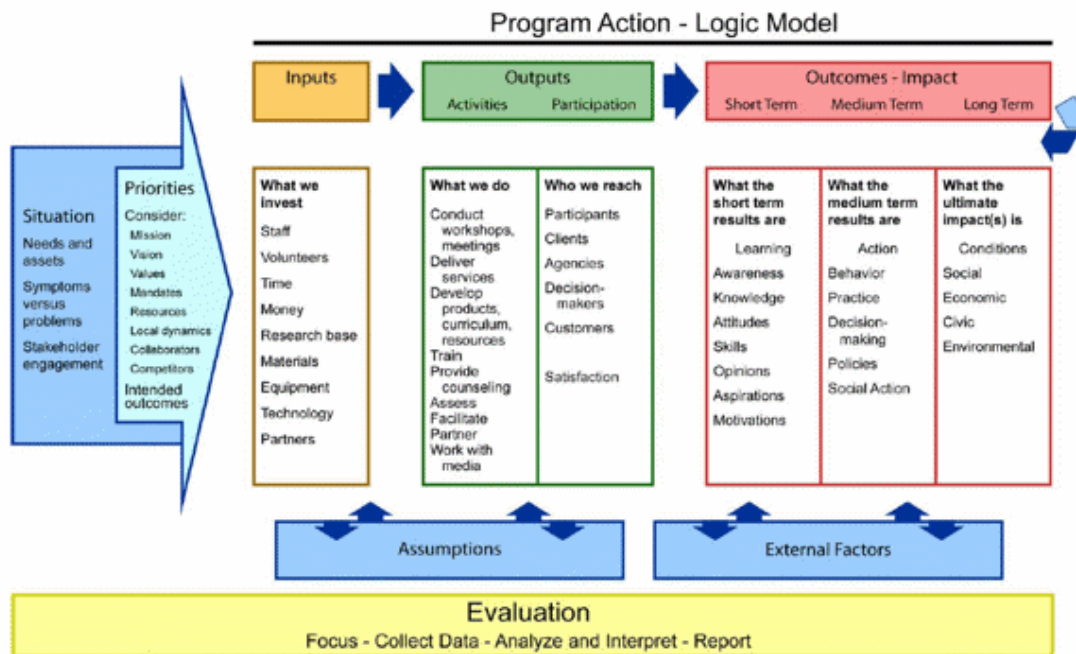 Program Action - Logic Model
Inputs
Outputs
Activities Participation
Outcomes - Impact
Short Term Medium Term Long Term
Situation
Needs and
assets
Symptoms
versus
problems
Stakeholder
engagement
Priorities
Consider:
Mission
Vision
Values
Mandates
Resources
Local dynamics
Collaborators
Competitors
Intended
outcomes
What we
invest
Staff
Volunteers
Time
Money
Research base
Materials
Equipment
Technology
Partners
What we do
Conduct
workshops,
meetings
Deliver
services
Develop
products,
curriculum,
resources
Train
Provide
counseling
Assess
Facilitate
Partner
Work with
media
Who we reach
Participants
Clients
Agencies
Decision-
makers
Customers
Satisfaction
What the
short term
results are
Learning
Awareness
Knowledge
Attitudes
Skills
Opinions
Aspirations
Motivations
What the
medium term
results are
Action
Behavior
Practice
Decision-
making
Policies
Social Action
What the
ultimate
impact(s) is
Conditions
Social
Economic
Civic
Environmental
Assumptions
External Factors
Evaluation
Focus - Collect Data - Analyze and Interpret - Report